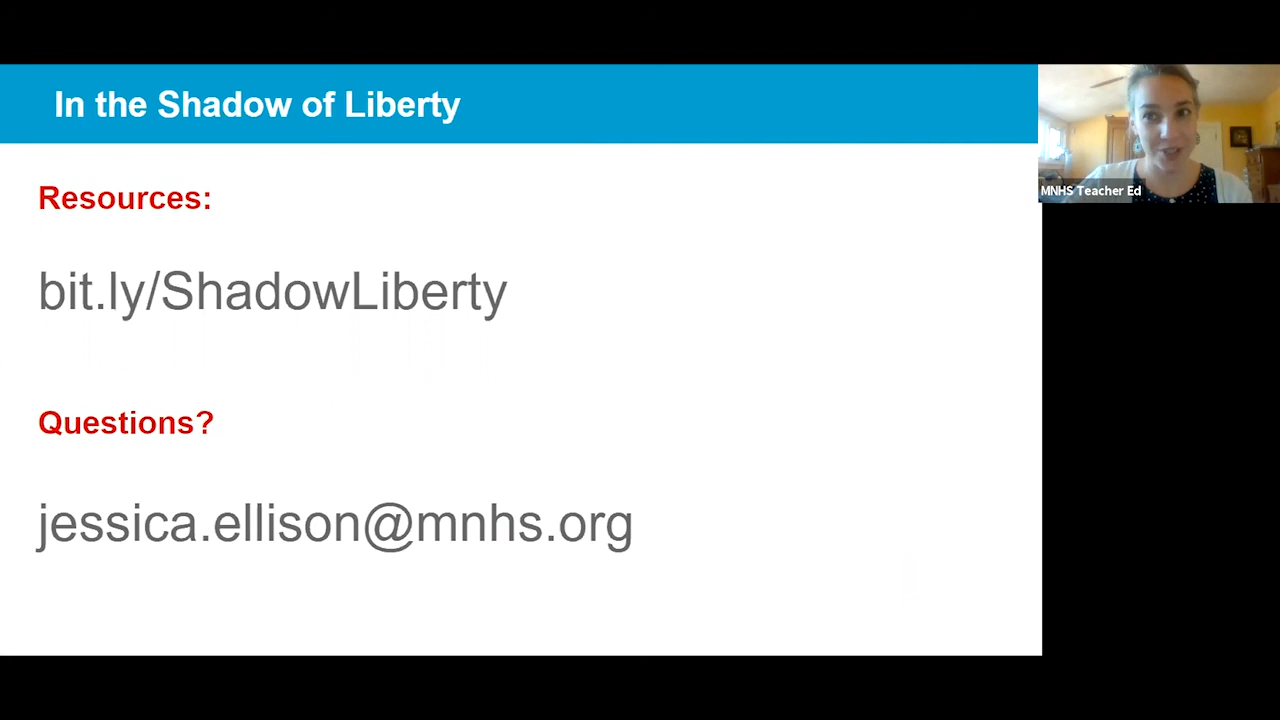 In the Shadow of Liberty
MNHS Teacher Ed
Resources:
bit.ly/ShadowLiberty
Questions?
jessica.ellison@mnhs.org